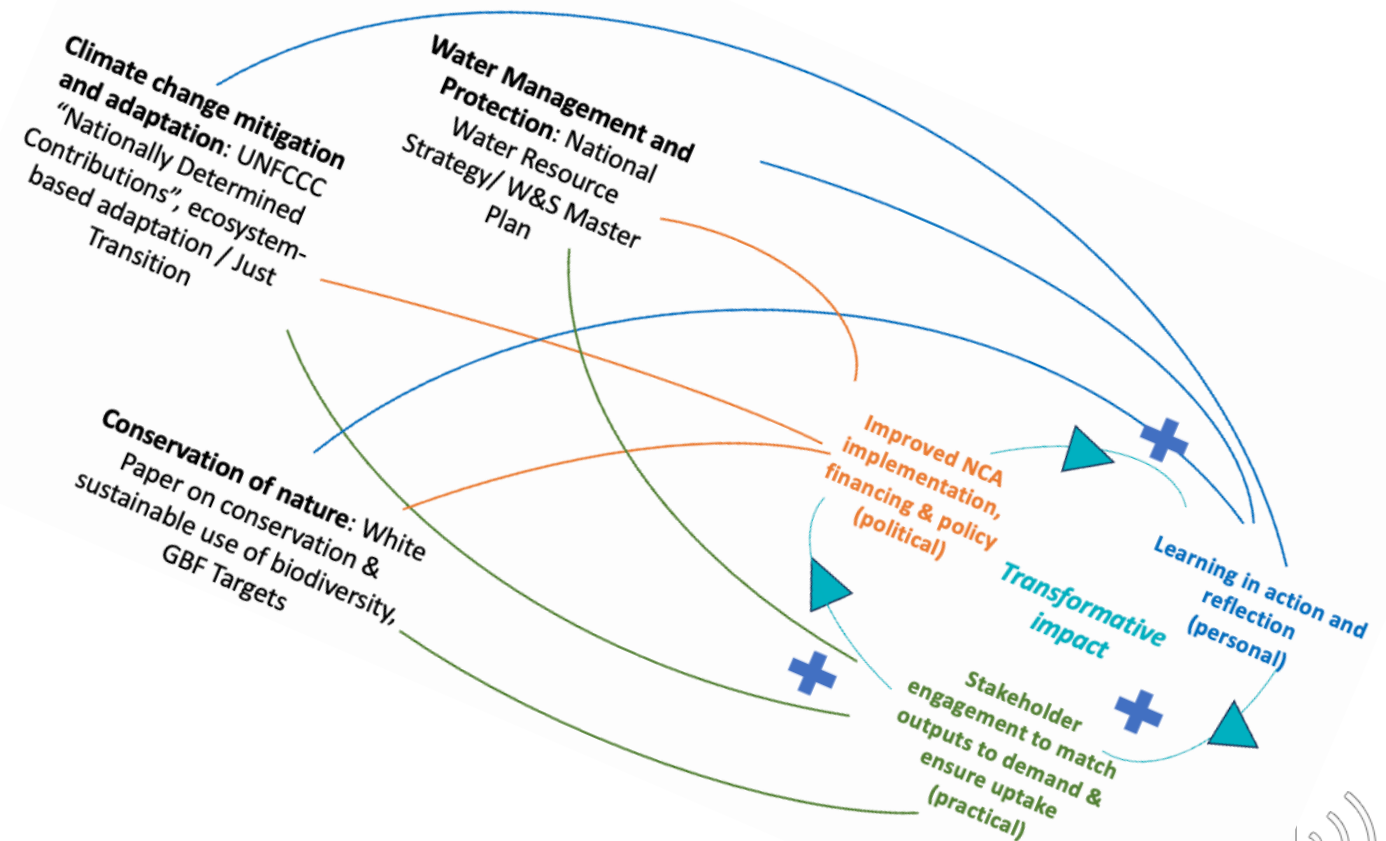 Climate change mitigation
and adaptation: UNFCCC
“Nationally Determined
Contributions”, ecosystem-
based adaptation / Just
Transition
Water Management and
Protection: National
Water Resource
Strategy/ W&S Master
Plan
Conservation of nature: White
Paper on conservation &
sustainable use of biodiversity,
GBF Targets
Improved NCA
implementation,
financing & policy
(political)
Learning in action and
reflection
(personal)
Transformative
impact
Stakeholder
engagement to match
outputs to demand &
ensure uptake
(practical)